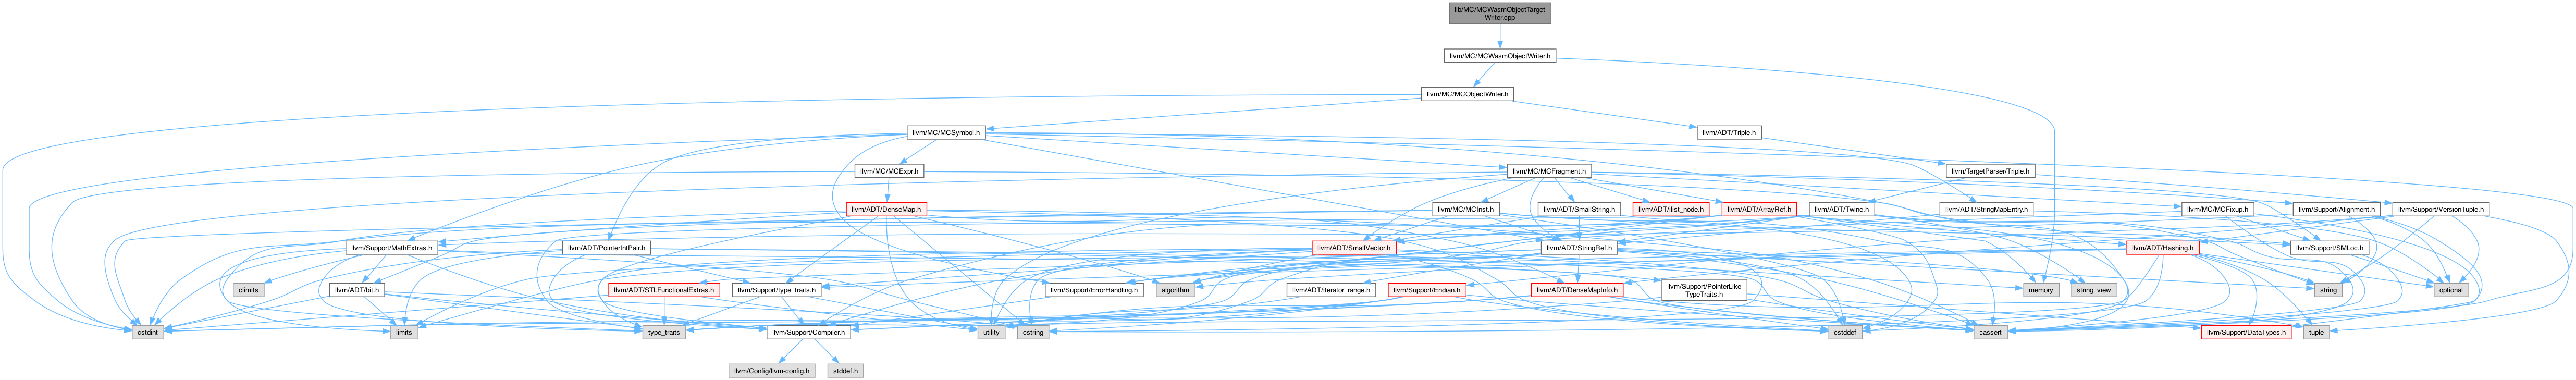 lib/MC/MCWasmObjectTarget
Writer.cpp
llvm/MC/MCWasmObjectWriter.h
llvm/MC/MCObjectWriter.h
llvm/MC/MCSymbol.h
llvm/ADT/Triple.h
llvm/MC/MCExpr.h
llvm/MC/MCFragment.h
llvm/TargetParser/Triple.h
llvm/ADT/DenseMap.h
llvm/MC/MCInst.h
llvm/ADT/SmallString.h
llvm/ADT/ilist_node.h
llvm/ADT/ArrayRef.h
llvm/ADT/Twine.h
llvm/ADT/StringMapEntry.h
llvm/MC/MCFixup.h
llvm/Support/Alignment.h
llvm/Support/VersionTuple.h
llvm/Support/MathExtras.h
llvm/ADT/PointerIntPair.h
llvm/ADT/SmallVector.h
llvm/ADT/StringRef.h
llvm/ADT/Hashing.h
llvm/Support/SMLoc.h
climits
llvm/ADT/bit.h
llvm/ADT/STLFunctionalExtras.h
llvm/Support/type_traits.h
llvm/Support/ErrorHandling.h
algorithm
llvm/ADT/iterator_range.h
llvm/Support/Endian.h
llvm/ADT/DenseMapInfo.h
llvm/Support/PointerLike
TypeTraits.h
memory
string_view
string
optional
cstdint
limits
type_traits
llvm/Support/Compiler.h
utility
cstring
cstddef
cassert
llvm/Support/DataTypes.h
tuple
llvm/Config/llvm-config.h
stddef.h